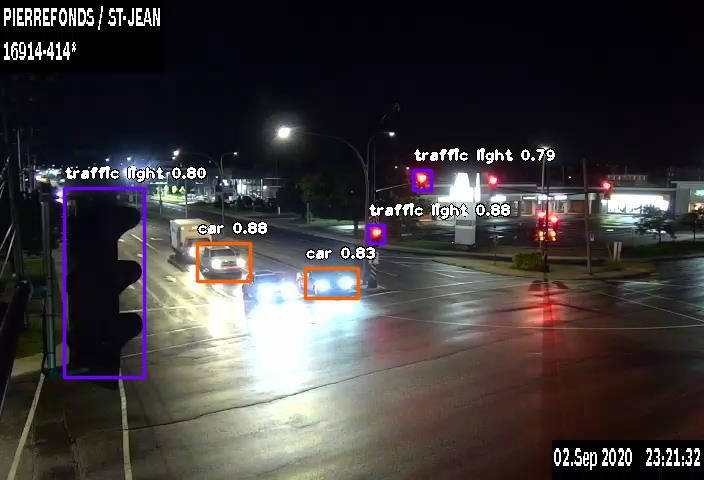 PIERREFONDS / ST-JEAN
16914-414*
traffic light 0.79
traffic light 0.80
traffic light 0.88
car 0.88
car 0.83
02.Sep 2020 23:21:32